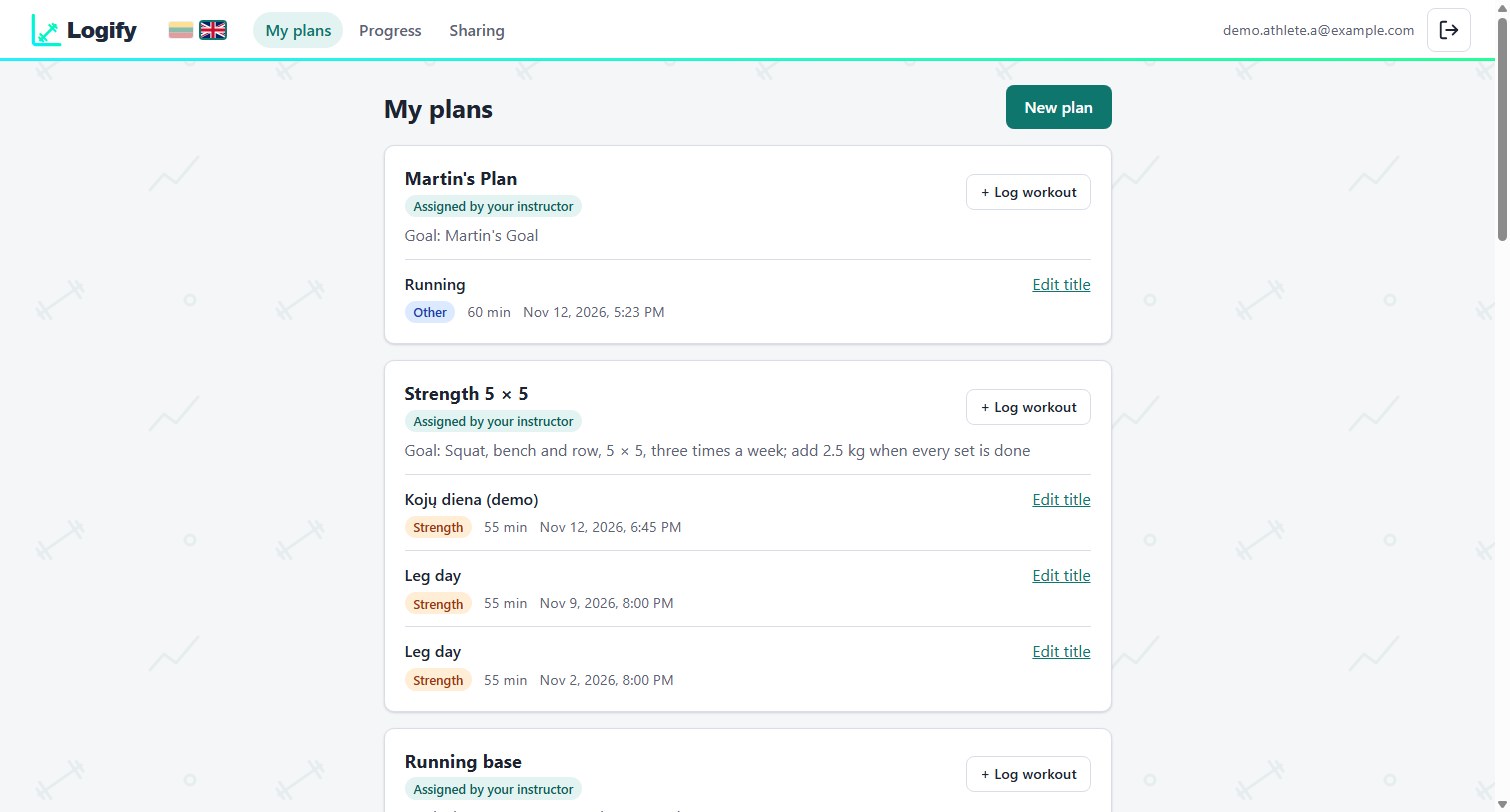 Logify
My plans
Progress
Sharing
demo.athlete.a@example.com
My plans
New plan
Martin's Plan
+ Log workout
Assigned by your instructor
Goal: Martin's Goal
Running
Edit title
Other
60 min
Nov 12, 2026, 5:23 PM
Strength 5 × 5
+ Log workout
Assigned by your instructor
Goal: Squat, bench and row, 5 × 5, three times a week; add 2.5 kg when every set is done
Kojų diena (demo)
Edit title
Strength
55 min
Nov 12, 2026, 6:45 PM
Leg day
Edit title
Strength
55 min
Nov 9, 2026, 8:00 PM
Leg day
Edit title
Strength
55 min
Nov 2, 2026, 8:00 PM
Running base
+ Log workout
Assigned by your instructor